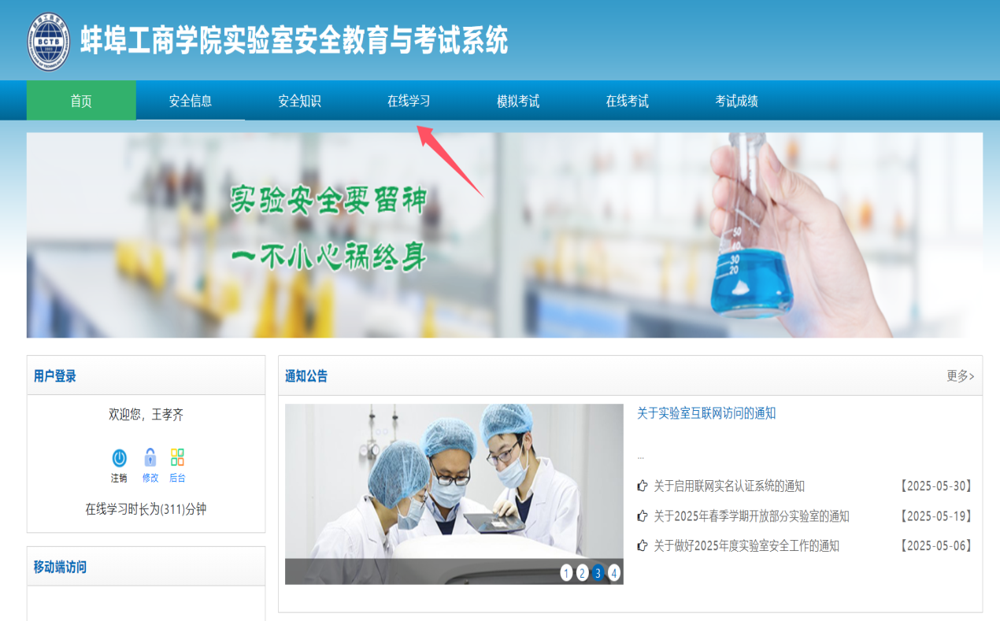 BCTB
蚌埠工商学院实验室安全教育与考试系统
首页 安全信息 安全知识 在线学习 模拟考试 在线考试 考试成绩
实验安全要留神
一不小心祸终身
50
40
30
20
用户登录
欢迎您，王孝齐
注销 修改 后台
在线学习时长为(311)分钟
移动端访问
通知公告 更多>
关于实验室互联网访问的通知
...
关于启用联网实名认证系统的通知 【2025-05-30】
关于2025年春季学期开放部分实验室的通知 【2025-05-19】
关于做好2025年度实验室安全工作的通知 【2025-05-06】
1 2 3 4